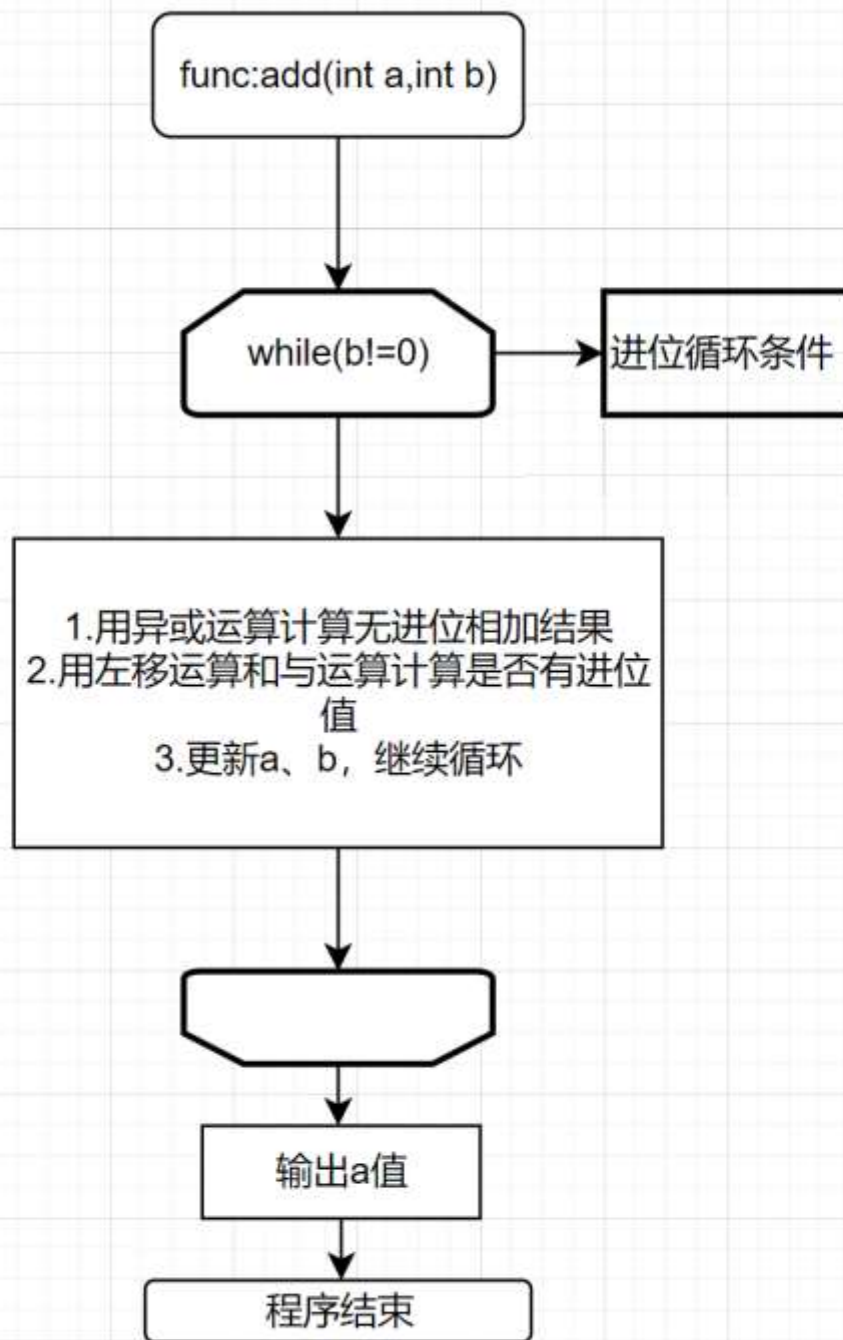 func:add(int a,int b)
while(b!=0)
进位循环条件
1.用异或运算计算无进位相加结果
2.用左移运算和与运算计算是否有进位
值
3.更新a、b，继续循环
输出a值
程序结束